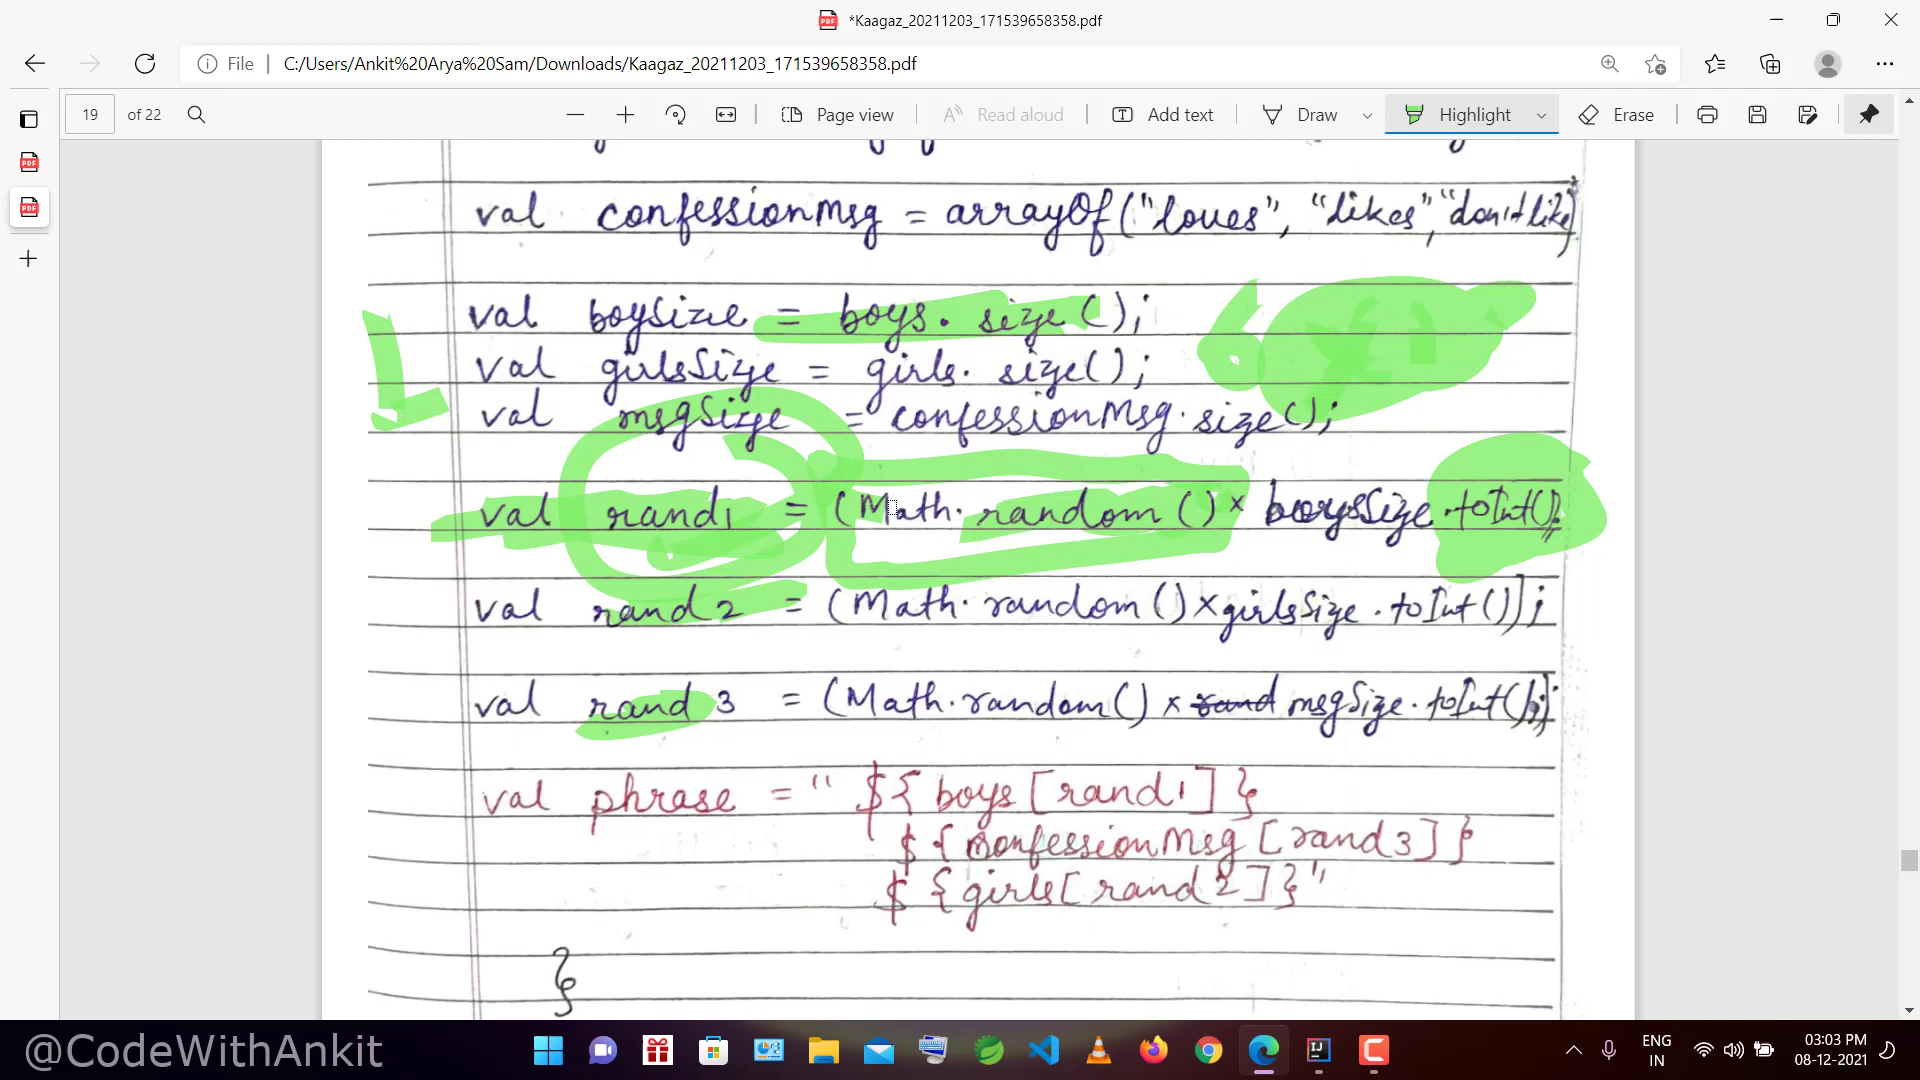 *Kaagaz_20211203_171539658358.pdf
File C:/Users/Ankit%20Arya%20Sam/Downloads/Kaagaz_20211203_171539658358.pdf
19 of 22 Page view Read aloud Add text Draw Highlight Erase
val confessionMsg = arrayOf("loves", "likes", "don't like")
val boysize = boys.size();
val girlsSize = girls.size();
val msgSize = confessionMsg.size();
val rand1 = (Math.random() × boysSize.toInt());
val rand2 = (Math.random() × girlsSize.toInt());
val rand3 = (Math.random() × rand msgSize.toInt());
val phrase = "${boys[rand1]}
${confessionMsg[rand3]}
${girls[rand2]}"
}
@CodeWithAnkit
ENG
IN
03:03 PM
08-12-2021